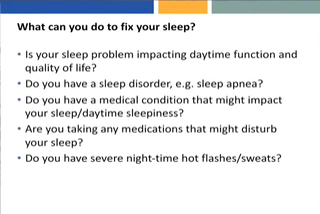 What can you do to fix your sleep?
• Is your sleep problem impacting daytime function and
quality of life?
• Do you have a sleep disorder, e.g. sleep apnea?
• Do you have a medical condition that might impact
your sleep/daytime sleepiness?
• Are you taking any medications that might disturb
your sleep?
• Do you have severe night-time hot flashes/sweats?